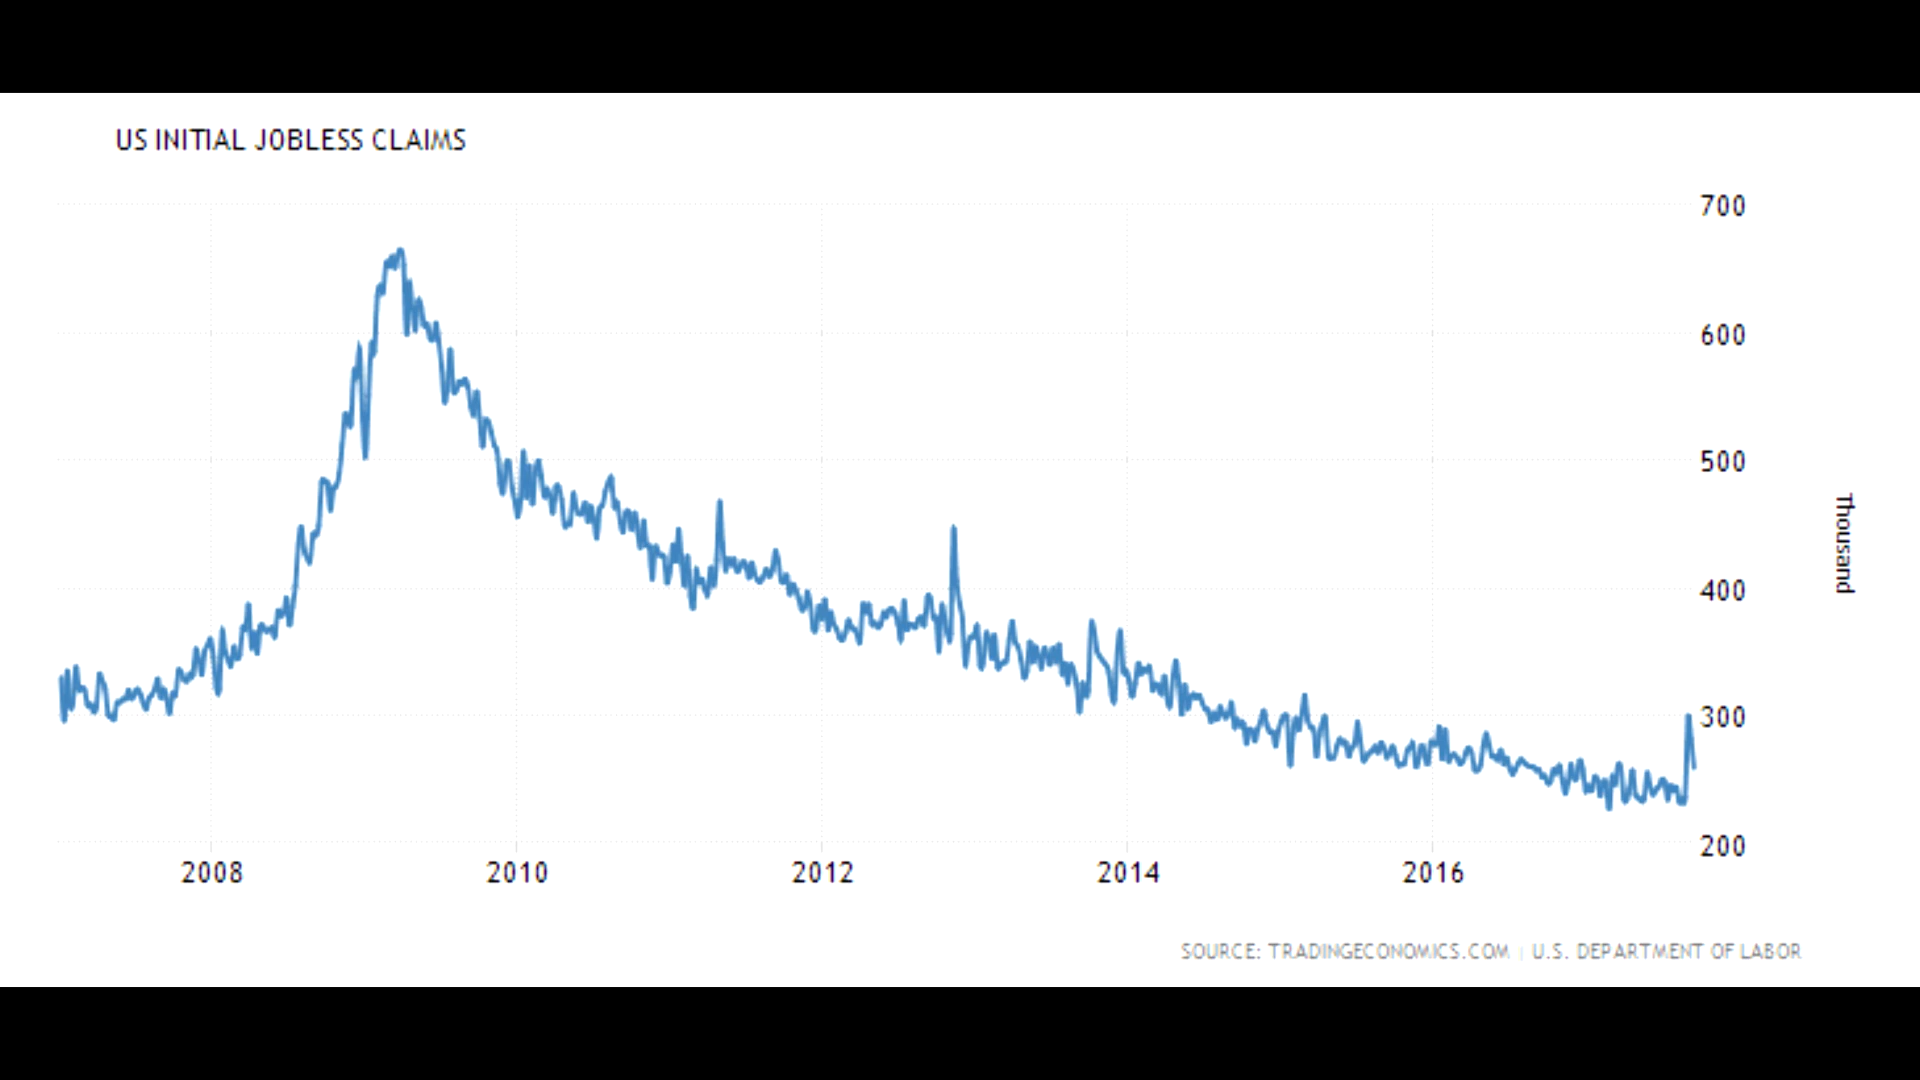 US INITIAL JOBLESS CLAIMS
700
600
500
400
300
200
Thousand
2008 2010 2012 2014 2016
SOURCE: TRADINGECONOMICS.COM | U.S. DEPARTMENT OF LABOR